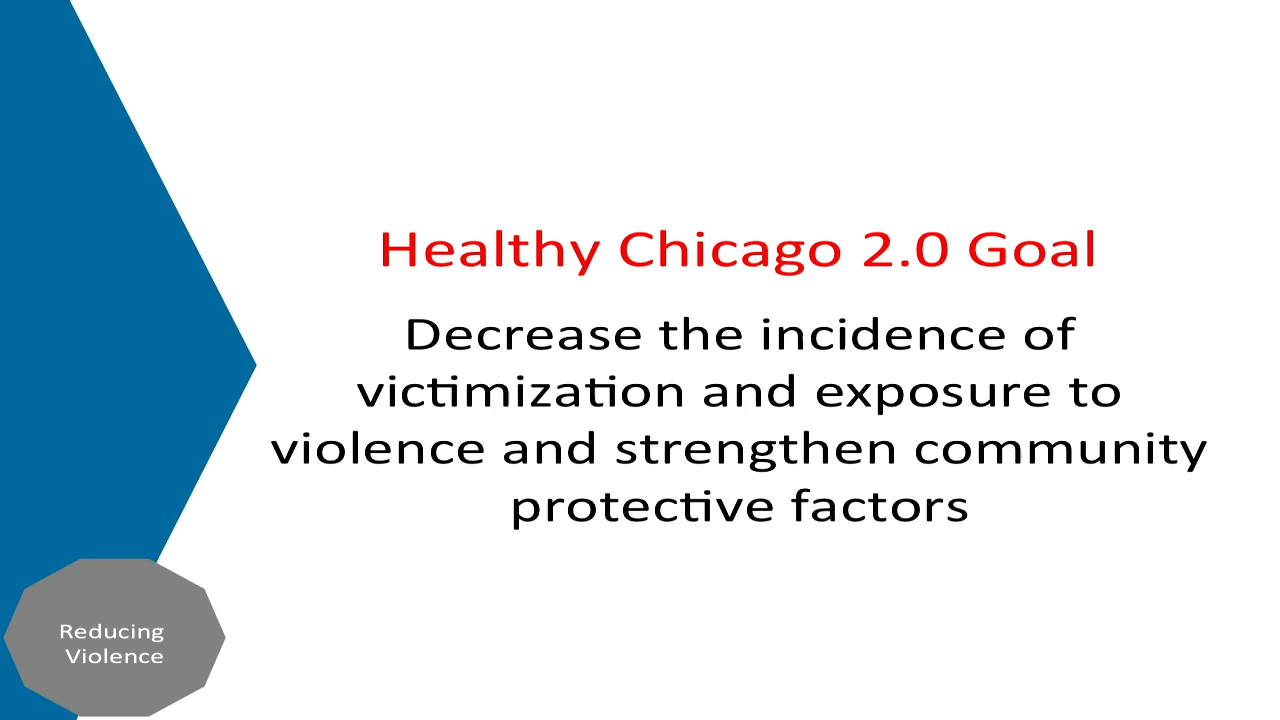 Healthy Chicago 2.0 Goal
Decrease the incidence of
victimization and exposure to
violence and strengthen community
protective factors
Reducing
Violence